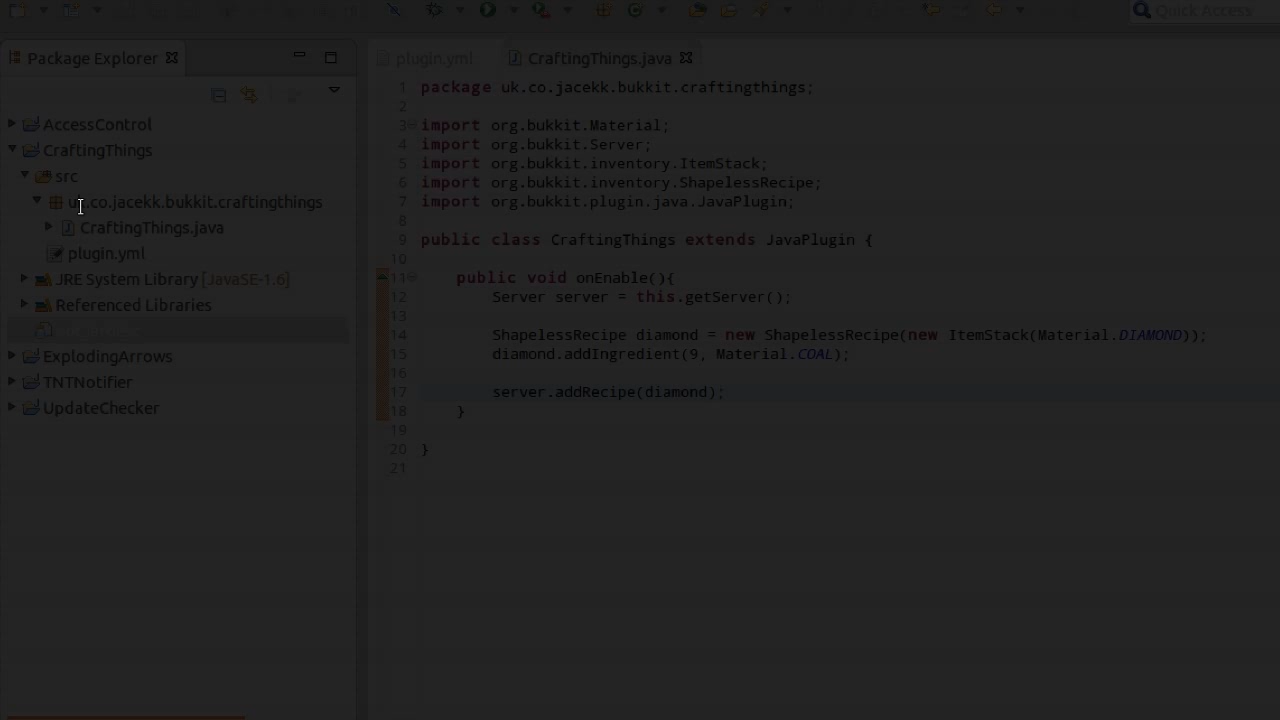 Quick Access
Package Explorer
plugin.yml
CraftingThings.java
AccessControl
CraftingThings
src
uk.co.jacekk.bukkit.craftingthings
CraftingThings.java
plugin.yml
JRE System Library [JavaSE-1.6]
Referenced Libraries
ExplodingArrows
TNTNotifier
UpdateChecker
1 package uk.co.jacekk.bukkit.craftingthings;
2
3 import org.bukkit.Material;
4 import org.bukkit.Server;
5 import org.bukkit.inventory.ItemStack;
6 import org.bukkit.inventory.ShapelessRecipe;
7 import org.bukkit.plugin.java.JavaPlugin;
8
9 public class CraftingThings extends JavaPlugin {
10
11 public void onEnable(){
12 Server server = this.getServer();
13
14 ShapelessRecipe diamond = new ShapelessRecipe(new ItemStack(Material.DIAMOND));
15 diamond.addIngredient(9, Material.COAL);
16
17 server.addRecipe(diamond);
18 }
19
20 }
21